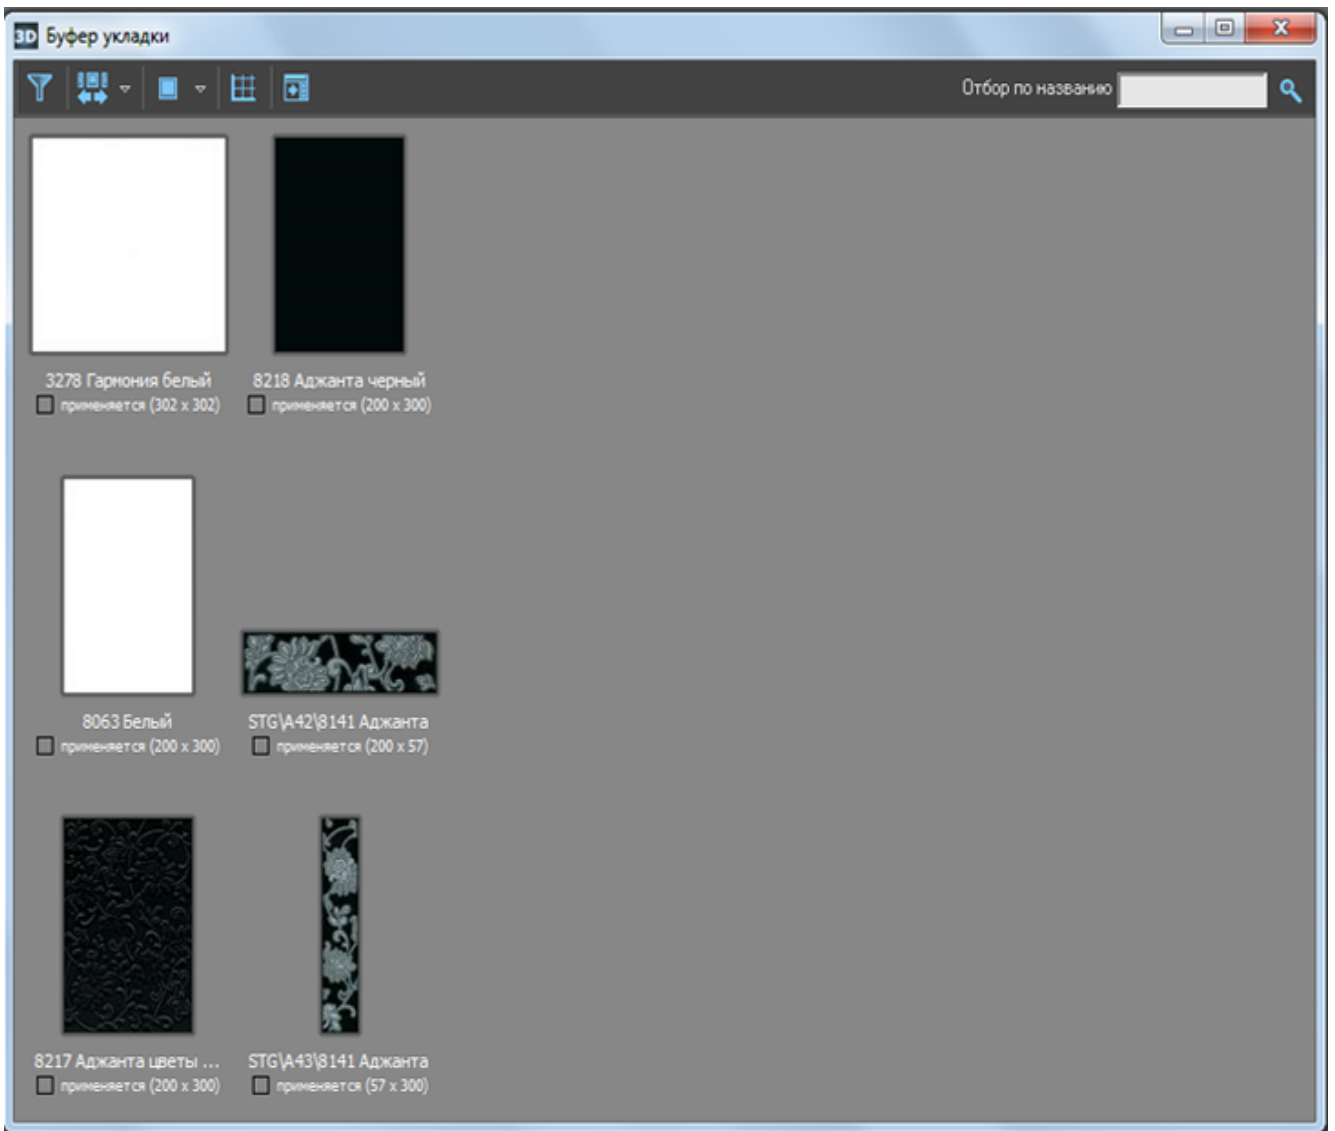 3D Буфер укладки
Отбор по названию
3278 Гармония белый
применяется (302 x 302)
8218 Аджанта черный
применяется (200 x 300)
8063 Белый
применяется (200 x 300)
STG\A42\8141 Аджанта
применяется (200 x 57)
8217 Аджанта цветы ...
применяется (200 x 300)
STG\A43\8141 Аджанта
применяется (57 x 300)